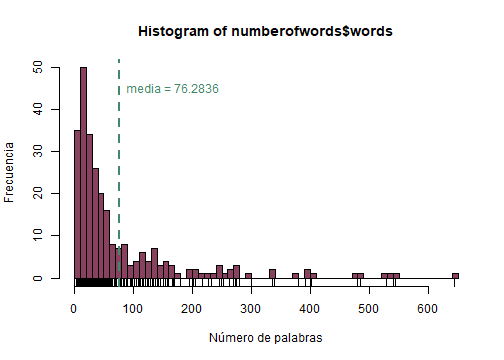 Histogram of numberofwords$words
media = 76.2836
Frecuencia
50
40
30
20
10
0
0 100 200 300 400 500 600
Número de palabras